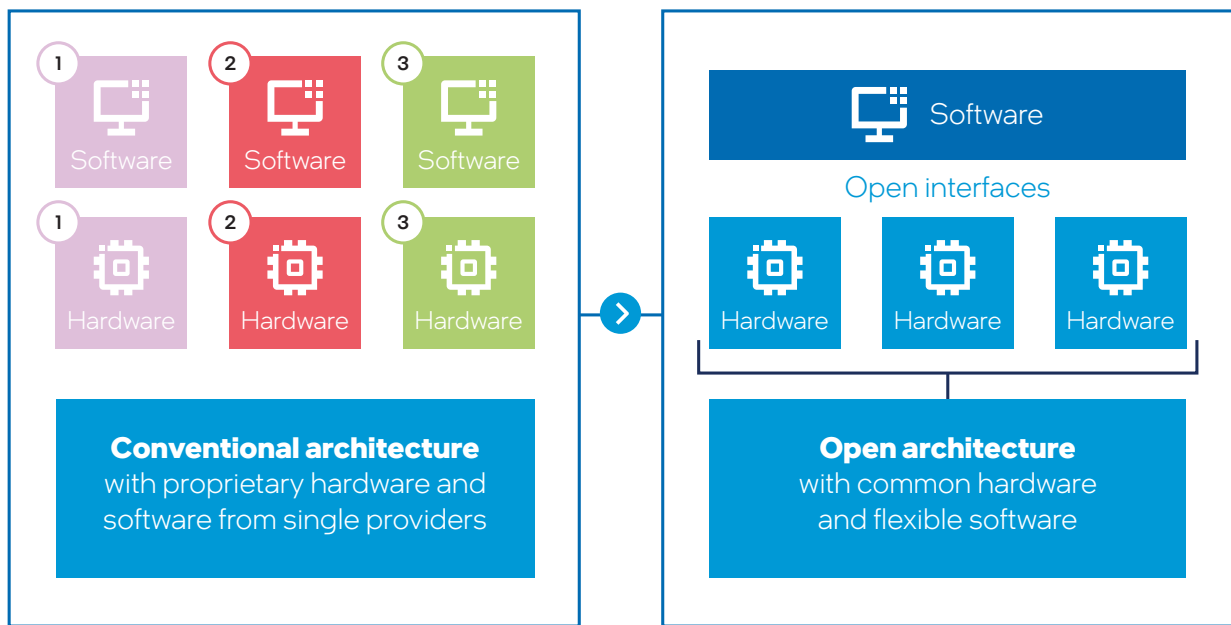 1
2
3
Software
Software
Software
1
2
3
Hardware
Hardware
Hardware
Conventional architecture
with proprietary hardware and
software from single providers
Software
Open interfaces
Hardware
Hardware
Hardware
Open architecture
with common hardware
and flexible software